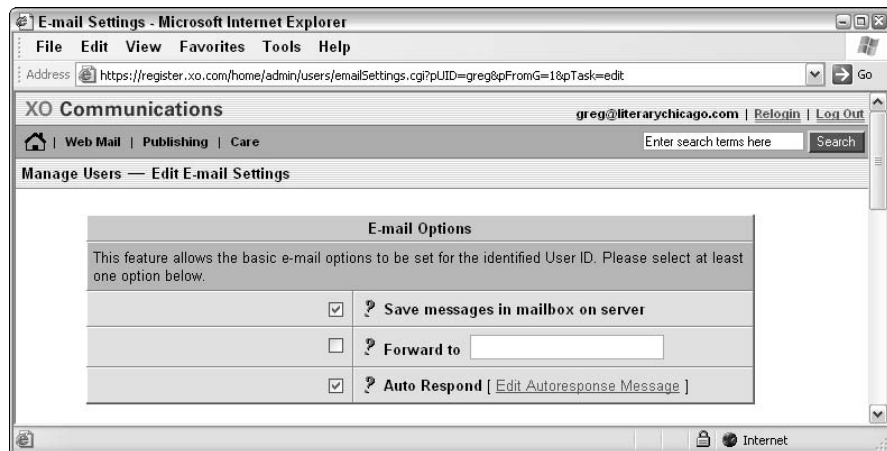 E-mail Settings - Microsoft Internet Explorer
File Edit View Favorites Tools Help
Address https://register.xo.com/home/admin/users/emailSettings.cgi?pUID=greg&pFromG=1&pTask=edit Go
XO Communications
greg@literarychicago.com | Relogin | Log Out
| Web Mail | Publishing | Care Enter search terms here Search
Manage Users — Edit E-mail Settings
E-mail Options
This feature allows the basic e-mail options to be set for the identified User ID. Please select at least
one option below.
? Save messages in mailbox on server
? Forward to
? Auto Respond [ Edit Autoresponse Message ]
Internet